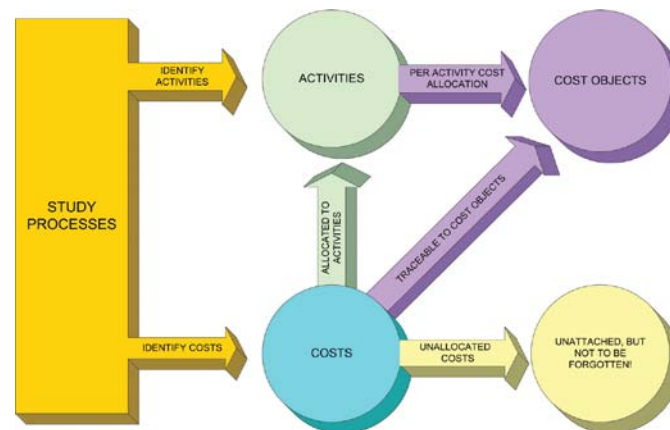 IDENTIFY
ACTIVITIES
ACTIVITIES
PER ACTIVITY COST
ALLOCATION
COST OBJECTS
STUDY
PROCESSES
ALLOCATED TO
ACTIVITIES
TRACEABLE TO COST OBJECTS
IDENTIFY COSTS
COSTS
UNALLOCATED
COSTS
UNATTACHED, BUT
NOT TO BE
FORGOTTEN!